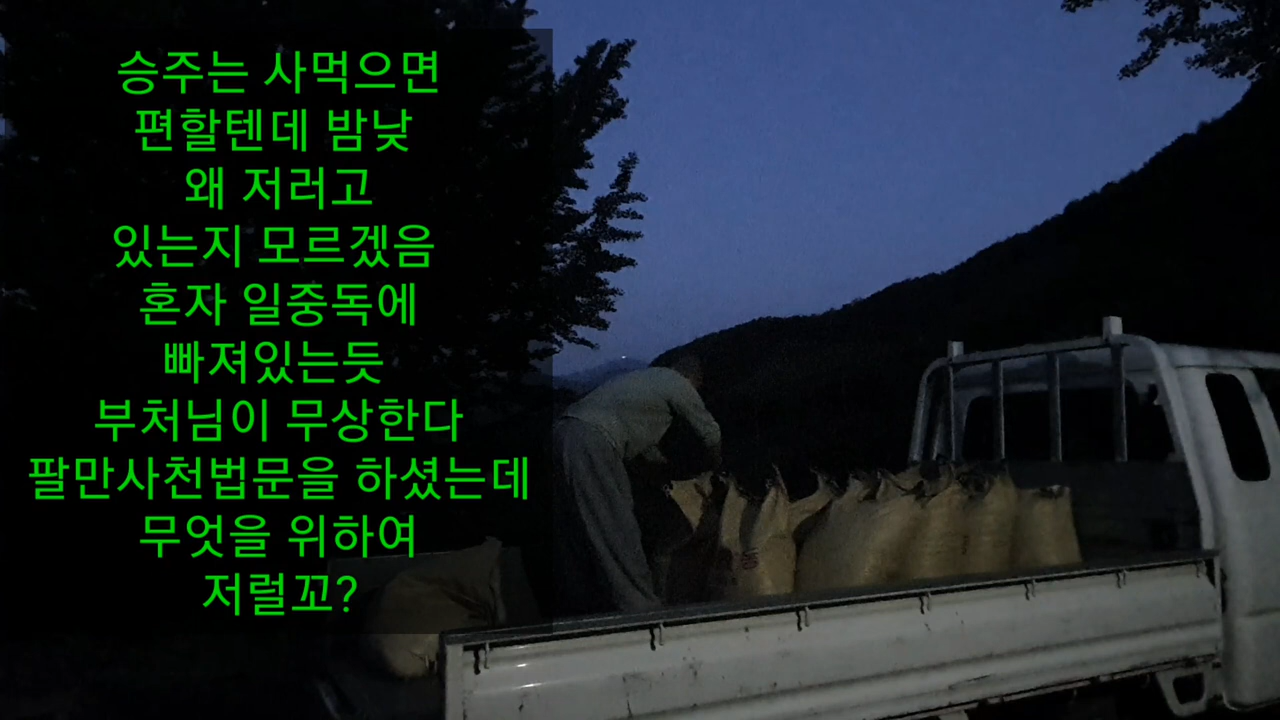 승주는 사먹으면
편할텐데 밤낮
왜 저러고
있는지 모르겠음
혼자 일중독에
빠져있는듯
부처님이 무상한다
팔만사천법문을 하셨는데
무엇을 위하여
저럴꼬?